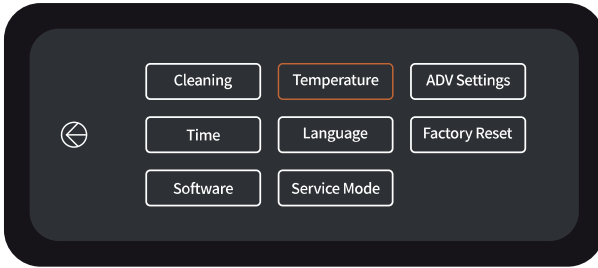 Cleaning
Temperature
ADV Settings
Time
Language
Factory Reset
Software
Service Mode